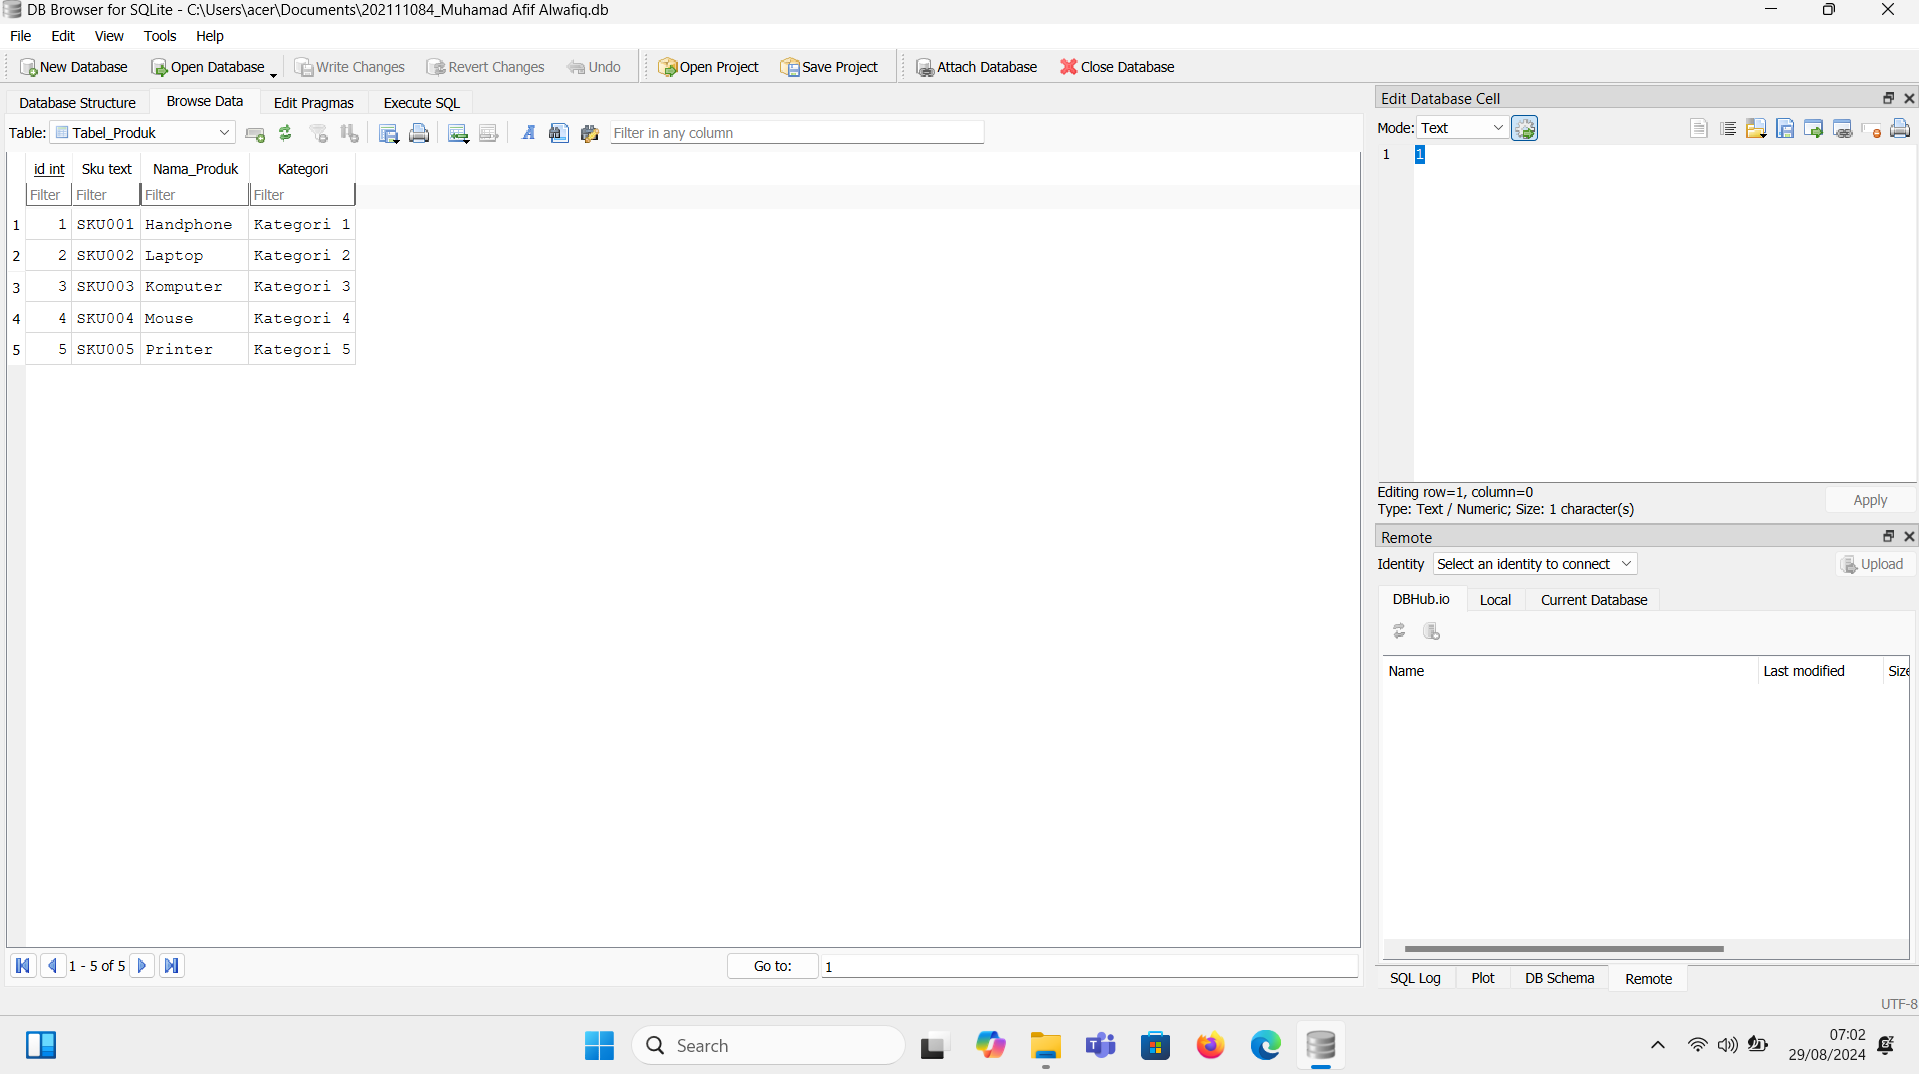 DB Browser for SQLite - C:\Users\acer\Documents\202111084_Muhamad Afif Alwafiq.db
File Edit View Tools Help
New Database Open Database Write Changes Revert Changes Undo Open Project Save Project Attach Database Close Database
Database Structure Browse Data Edit Pragmas Execute SQL
Table: Tabel_Produk Filter in any column
id int Sku text Nama_Produk Kategori
Filter Filter Filter Filter
1 1 SKU001 Handphone Kategori 1
2 2 SKU002 Laptop Kategori 2
3 3 SKU003 Komputer Kategori 3
4 4 SKU004 Mouse Kategori 4
5 5 SKU005 Printer Kategori 5
1 - 5 of 5 Go to: 1
Edit Database Cell
Mode: Text
1 1
Editing row=1, column=0
Type: Text / Numeric; Size: 1 character(s)
Apply
Remote
Identity Select an identity to connect Upload
DBHub.io Local Current Database
Name Last modified Size
SQL Log Plot DB Schema Remote
UTF-8
Search
07:02
29/08/2024